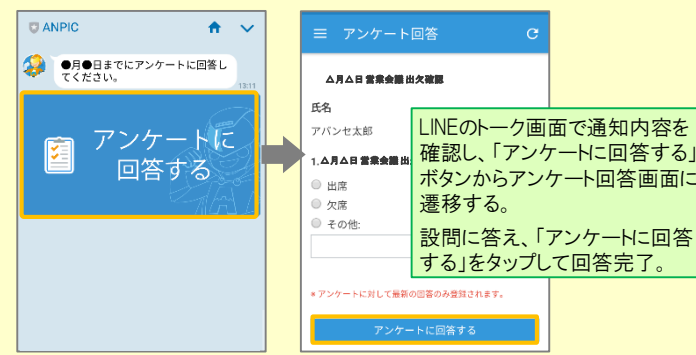 ANPIC
●月●日までにアンケートに回答し
てください。
13:11
アンケートに
回答する
アンケート回答
△月△日 営業会議 出欠確認
氏名
アバンセ太郎
1.△月△日 営業会議 出
出席
欠席
その他:
* アンケートに対して最新の回答のみ登録されます。
アンケートに回答する
LINEのトーク画面で通知内容を
確認し、「アンケートに回答する」
ボタンからアンケート回答画面に
遷移する。
設問に答え、「アンケートに回答
する」をタップして回答完了。